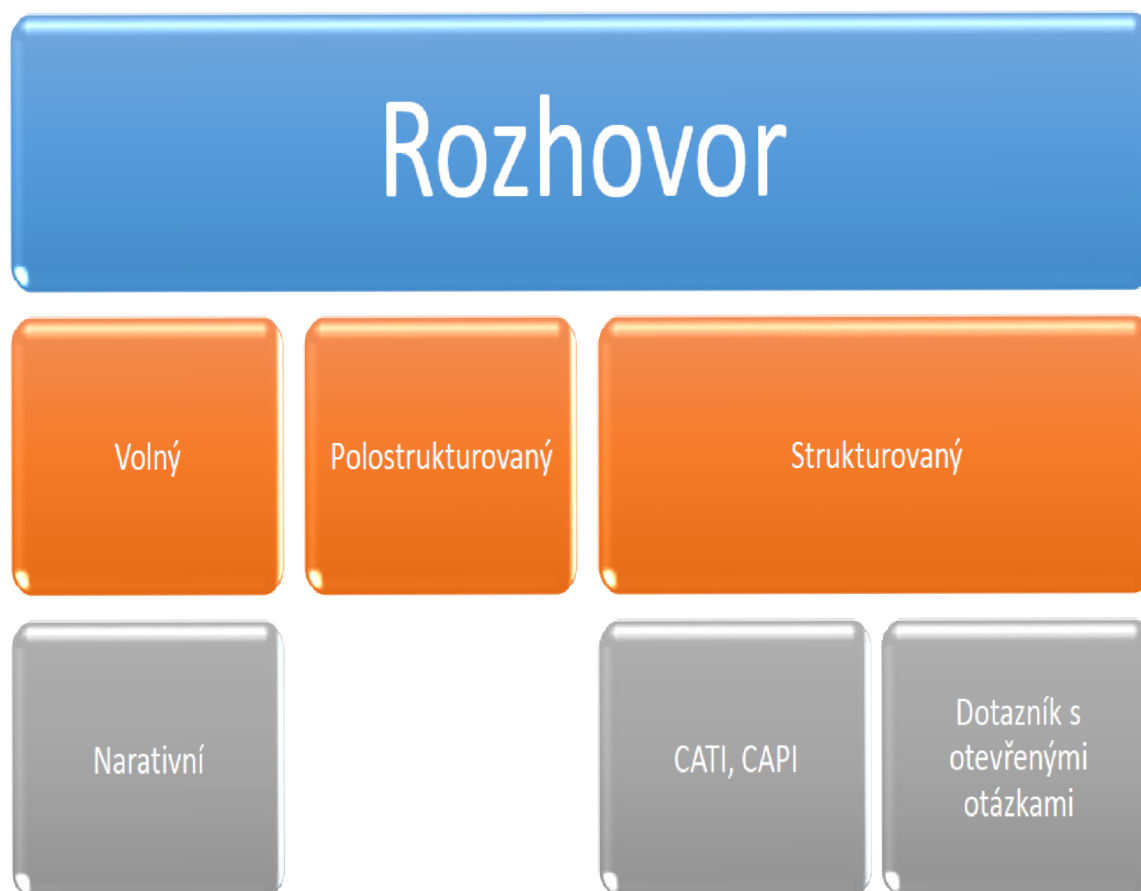 Rozhovor
Volný
Polostrukturovaný
Strukturovaný
Narativní
CATI, CAPI
Dotazník s
otevřenými
otázkami